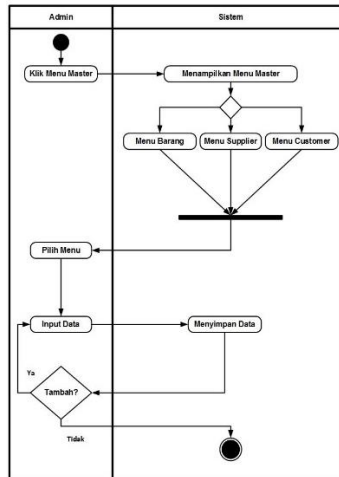 Admin
Sistem
Klik Menu Master
Menampilkan Menu Master
Menu Barang
Menu Supplier
Menu Customer
Pilih Menu
Input Data
Menyimpan Data
Ya
Tambah?
Tidak